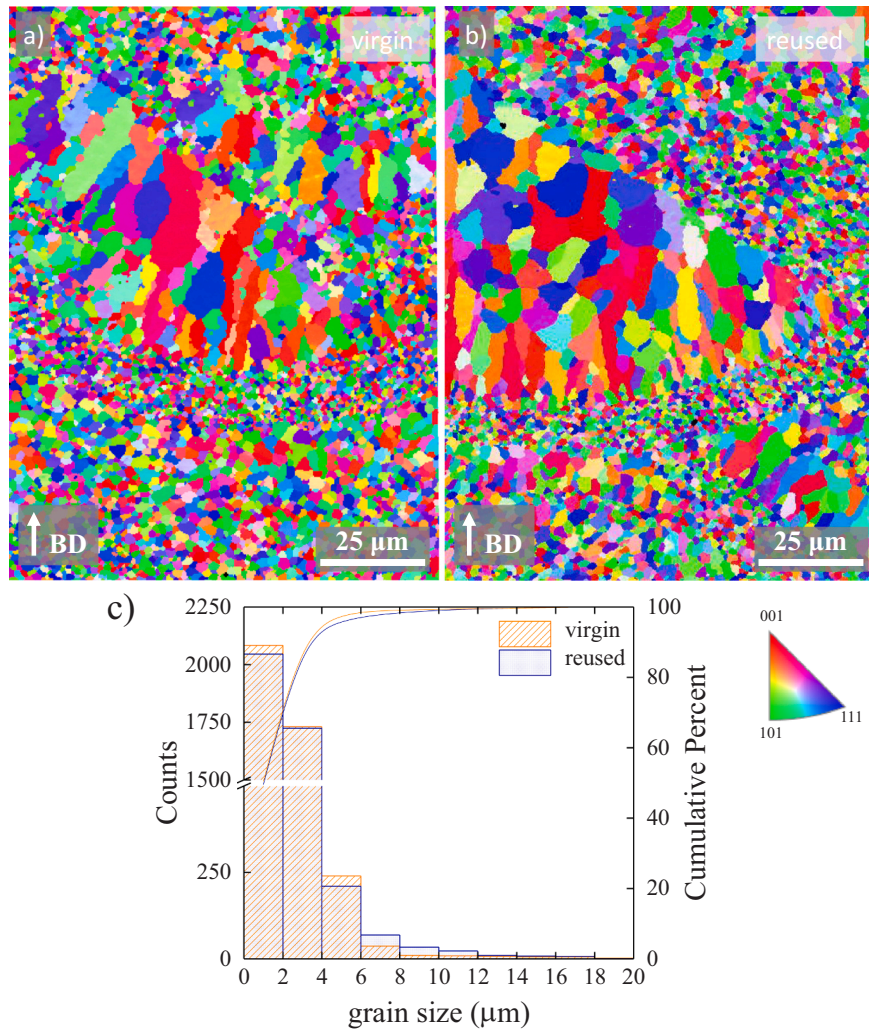 a)
virgin
b)
reused
BD
25 μm
BD
25 μm
c)
2250
2000
1750
1500
250
0
Counts
virgin
reused
100
80
60
40
20
0
Cumulative Percent
0 2 4 6 8 10 12 14 16 18 20
grain size (μm)
001
101
111